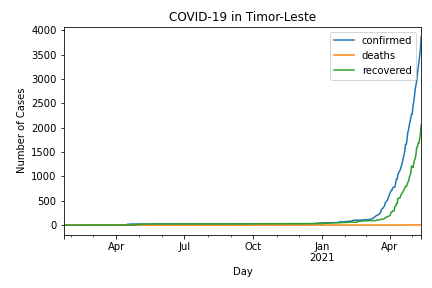 COVID-19 in Timor-Leste
4000
3500
3000
2500
2000
1500
1000
500
0
Number of Cases
confirmed
deaths
recovered
Apr
Jul
Oct
Jan
2021
Apr
Day